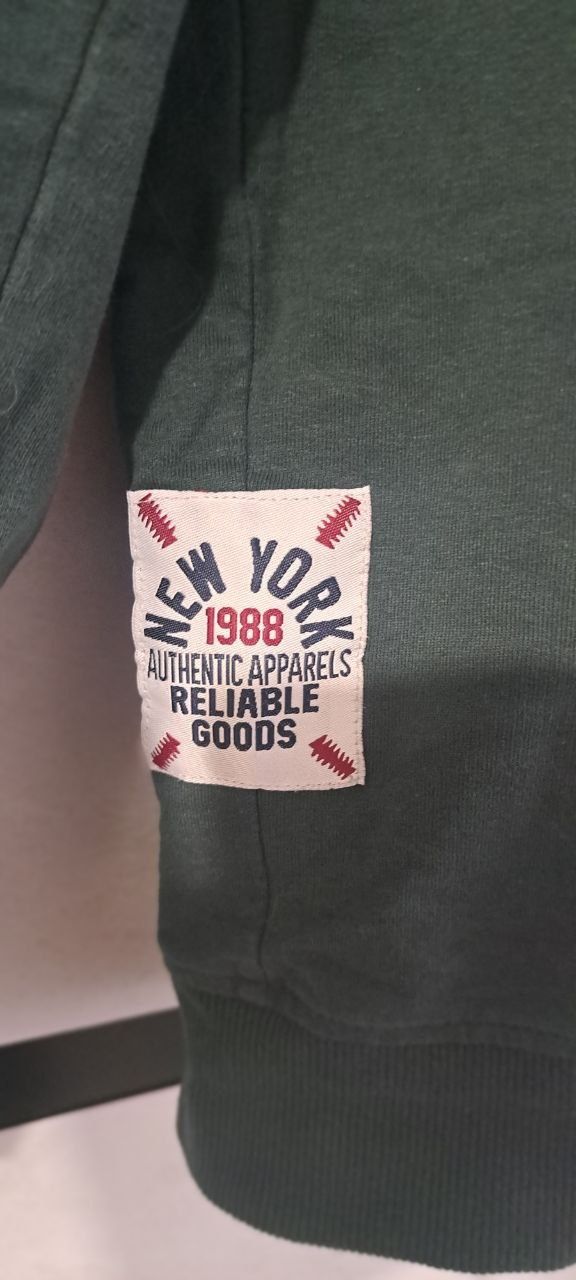 NEW YORK
1988
AUTHENTIC APPARELS
RELIABLE
GOODS